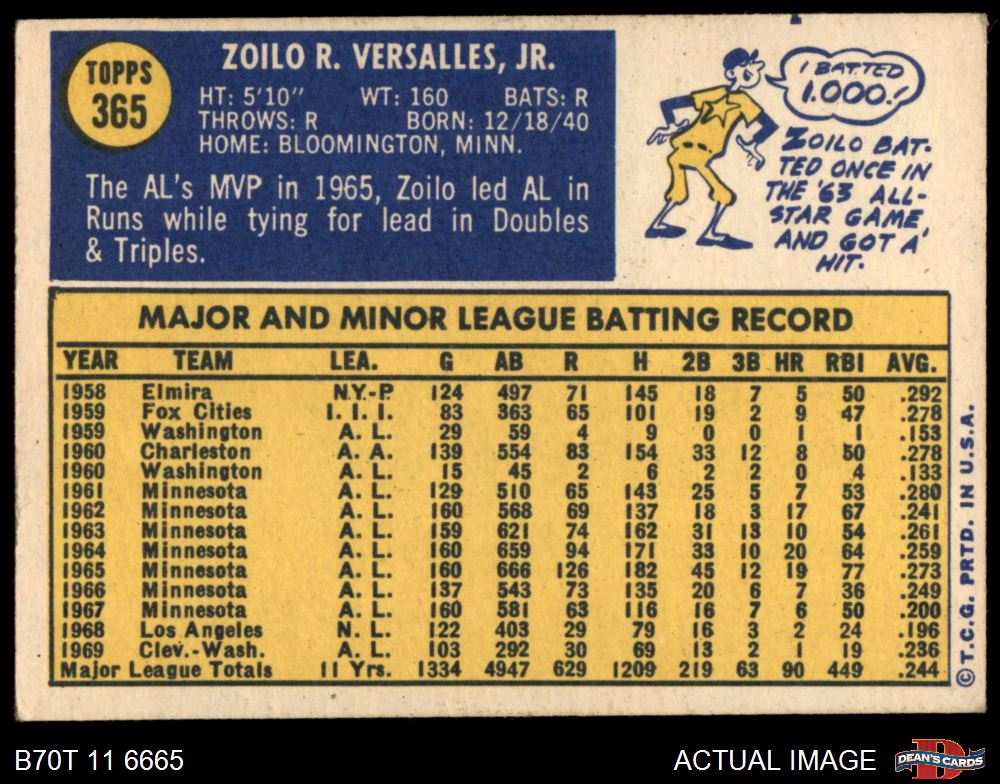 TOPPS
365
ZOILO R. VERSALLES, JR.
HT: 5'10" WT: 160 BATS: R
THROWS: R BORN: 12/18/40
HOME: BLOOMINGTON, MINN.
The AL's MVP in 1965, Zoilo led AL in
Runs while tying for lead in Doubles
& Triples.
I BATTED
1.000!
ZOILO BAT-
TED ONCE IN
THE '63 ALL-
STAR GAME
AND GOT A
HIT.
MAJOR AND MINOR LEAGUE BATTING RECORD
YEAR TEAM LEA. G AB R H 2B 3B HR RBI AVG.
1958 Elmira N.Y.-P. 124 497 71 145 18 7 5 50 .292
1959 Fox Cities I. I. I. 83 363 65 101 19 2 9 47 .278
1959 Washington A. L. 29 59 4 9 0 0 1 1 .153
1960 Charleston A. A. 139 554 83 154 33 12 8 50 .278
1960 Washington A. L. 15 45 2 6 2 2 0 4 .133
1961 Minnesota A. L. 129 510 65 143 25 5 7 53 .280
1962 Minnesota A. L. 160 568 69 137 18 3 17 67 .241
1963 Minnesota A. L. 159 621 74 162 31 13 10 54 .261
1964 Minnesota A. L. 160 659 94 171 33 10 20 64 .259
1965 Minnesota A. L. 160 666 126 182 45 12 19 77 .273
1966 Minnesota A. L. 137 543 73 135 20 6 7 36 .249
1967 Minnesota A. L. 160 581 63 116 16 7 6 50 .200
1968 Los Angeles N. L. 122 403 29 79 16 3 2 24 .196
1969 Clev.-Wash. A. L. 103 292 30 69 13 2 1 19 .236
Major League Totals 11 Yrs. 1334 4947 629 1209 219 63 90 449 .244
© T.C.G. PRTD. IN U.S.A.
B70T 11 6665
ACTUAL IMAGE
DEAN'S CARDS